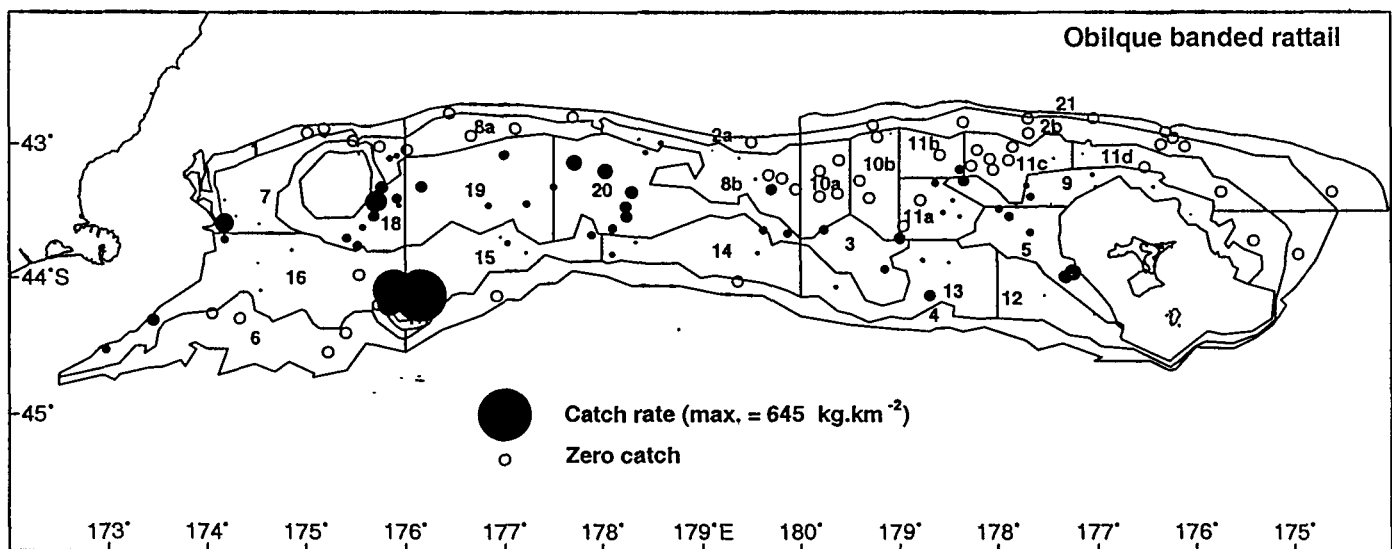 Obilque banded rattail
21
8a
2a
2b
1
11b
11c
11d
10b
10a
8b
9
7
19
20
18
11a
3
5
14
15
16
13
12
4
6
43°
44°S
45°
Catch rate (max. = 645 kg.km⁻²)
Zero catch
173° 174° 175° 176° 177° 178° 179°E 180° 179° 178° 177° 176° 175°